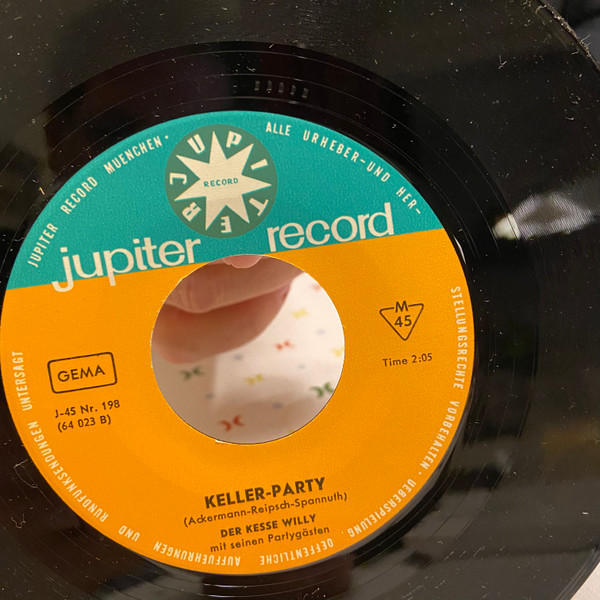 JUPITER RECORD MUENCHEN · ALLE URHEBER-UND HER-
STELLUNGSRECHTE VORBEHALTEN · UEBERSPIELUNG · OEFFENTLICHE AUFFUEHRUNGEN UND RUNDFUNKSENDUNGEN UNTERSAGT
JUPITER
RECORD
jupiter record
M
45
Time 2:05
GEMA
J-45 Nr. 198
(64 023 B)
KELLER-PARTY
(Ackermann-Reipsch-Spannuth)
DER KESSE WILLY
mit seinen Partygästen